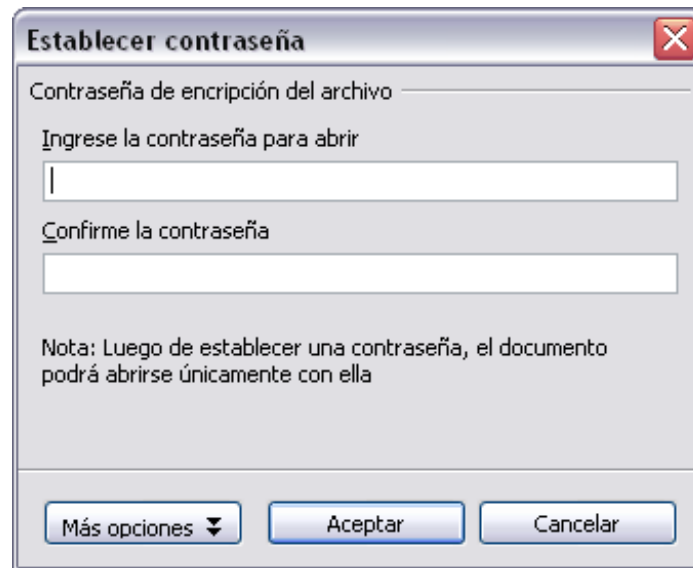 Establecer contraseña
Contraseña de encripción del archivo
Ingrese la contraseña para abrir
Confirme la contraseña
Nota: Luego de establecer una contraseña, el documento
podrá abrirse únicamente con ella
Más opciones
Aceptar
Cancelar